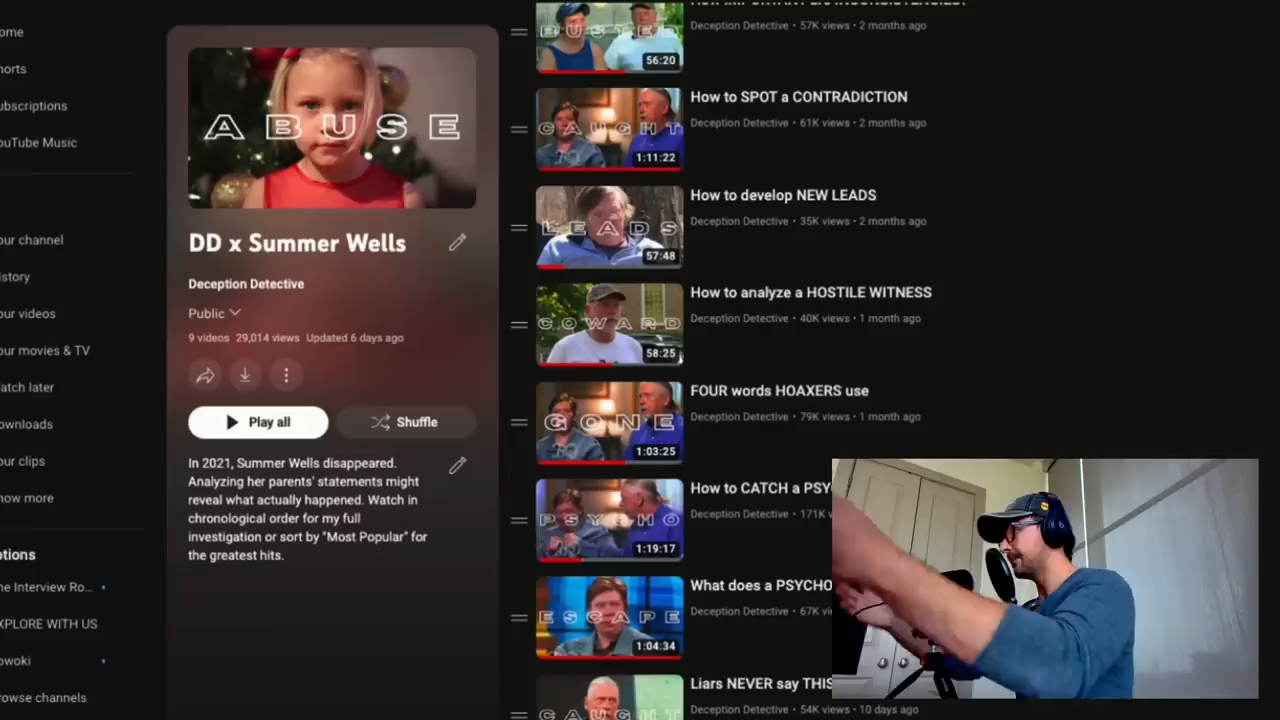 ome
horts
ubscriptions
ouTube Music
our channel
istory
our videos
our movies & TV
atch later
ownloads
our clips
how more
otions
he Interview Ro...
XPLORE WITH US
owoki
rowse channels
ABUSE
DD x Summer Wells
Deception Detective
Public
9 videos 29,014 views Updated 6 days ago
Play all
Shuffle
In 2021, Summer Wells disappeared.
Analyzing her parents' statements might
reveal what actually happened. Watch in
chronological order for my full
investigation or sort by "Most Popular" for
the greatest hits.
BUSTED
56:20
Deception Detective • 57K views • 2 months ago
CAUGHT
1:11:22
How to SPOT a CONTRADICTION
Deception Detective • 61K views • 2 months ago
LEADS
57:48
How to develop NEW LEADS
Deception Detective • 35K views • 2 months ago
COWARD
58:25
How to analyze a HOSTILE WITNESS
Deception Detective • 40K views • 1 month ago
GONE
1:03:25
FOUR words HOAXERS use
Deception Detective • 79K views • 1 month ago
PSYCHO
1:19:17
How to CATCH a PSY
Deception Detective • 171K
ESCAPE
1:04:34
What does a PSYCHO
Deception Detective • 67K vi
CAUGHT
Liars NEVER say THIS
Deception Detective • 54K views • 10 days ago